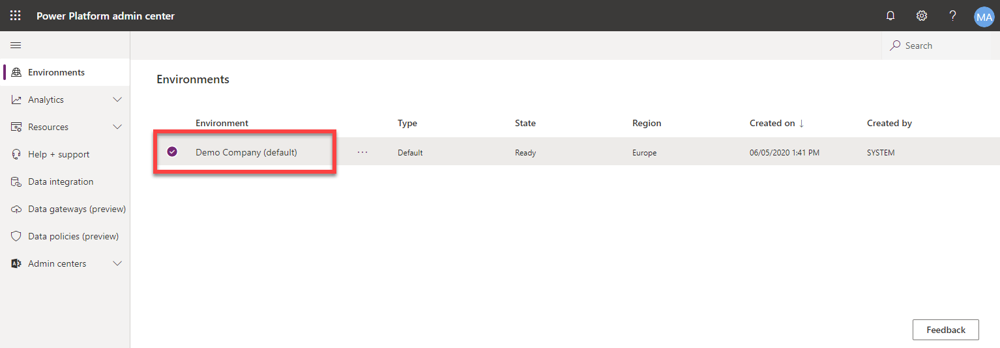 Power Platform admin center
MA
Search
Environments
Analytics
Resources
Help + support
Data integration
Data gateways (preview)
Data policies (preview)
Admin centers
Environments
Environment Type State Region Created on ↓ Created by
Demo Company (default) ··· Default Ready Europe 06/05/2020 1:41 PM SYSTEM
Feedback